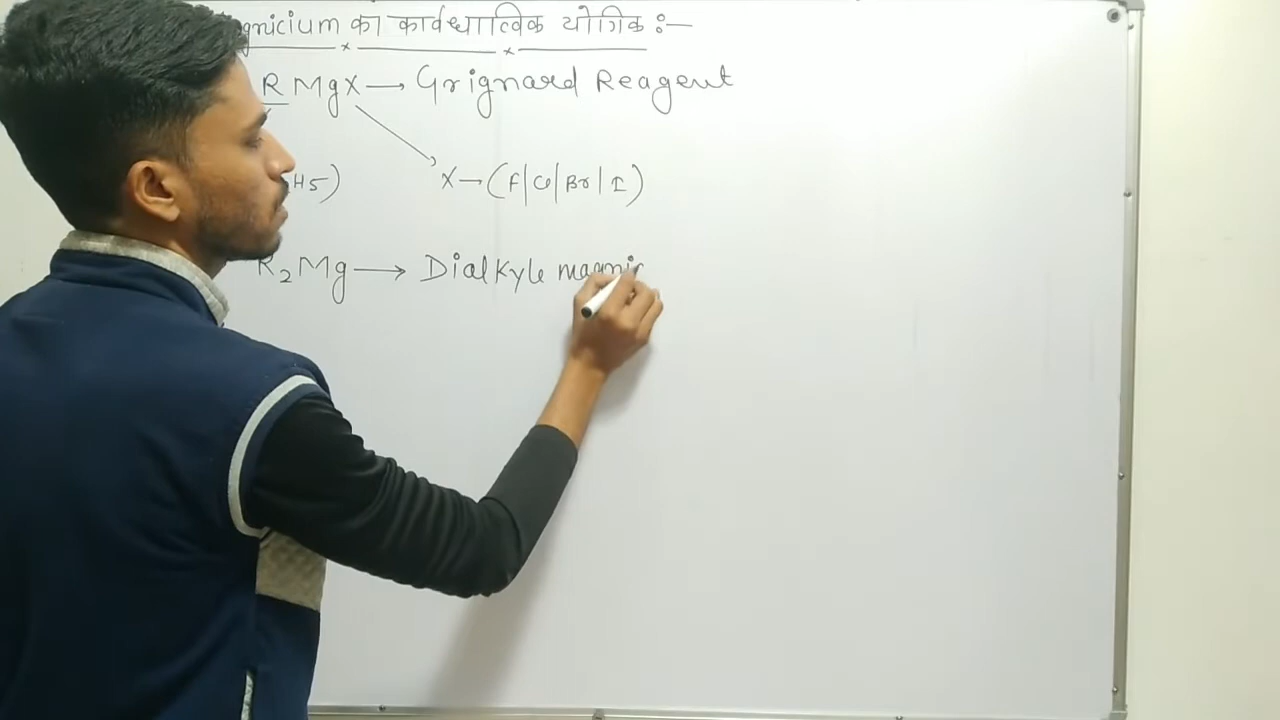 gnicium का कार्बधात्विक यौगिक :-
RMgX → Grignard Reagent
H5) X → (F|Cl|Br|I)
R2Mg → Dialkyle magni